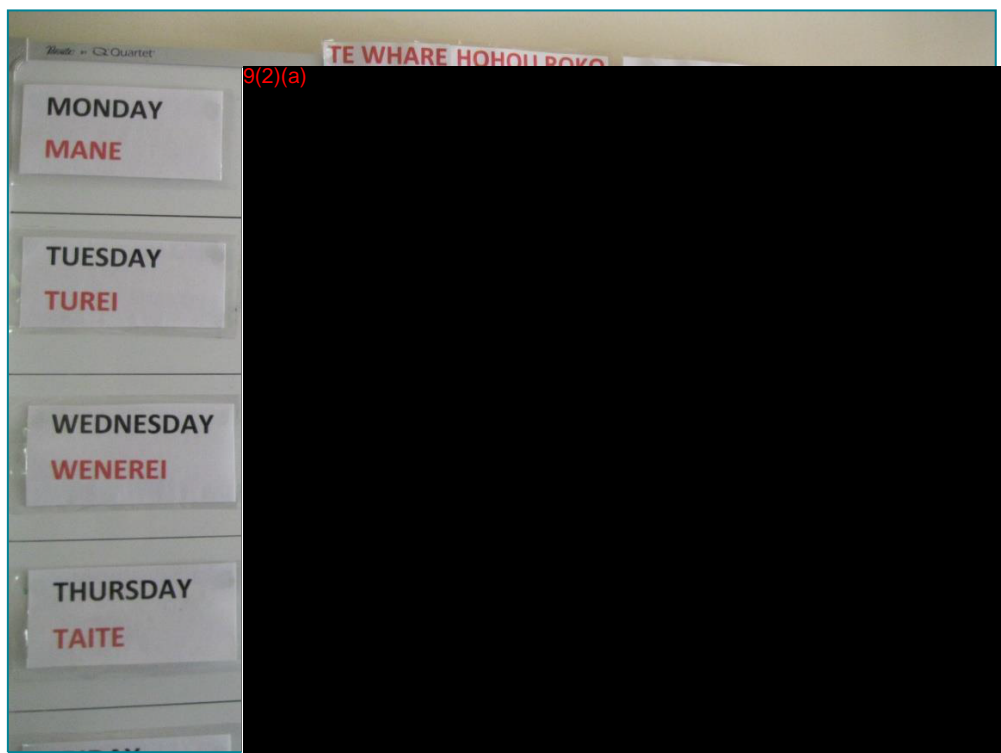 Quartet
TE WHARE HOHOU ROKO
9(2)(a)
MONDAY
MANE
TUESDAY
TUREI
WEDNESDAY
WENEREI
THURSDAY
TAITE